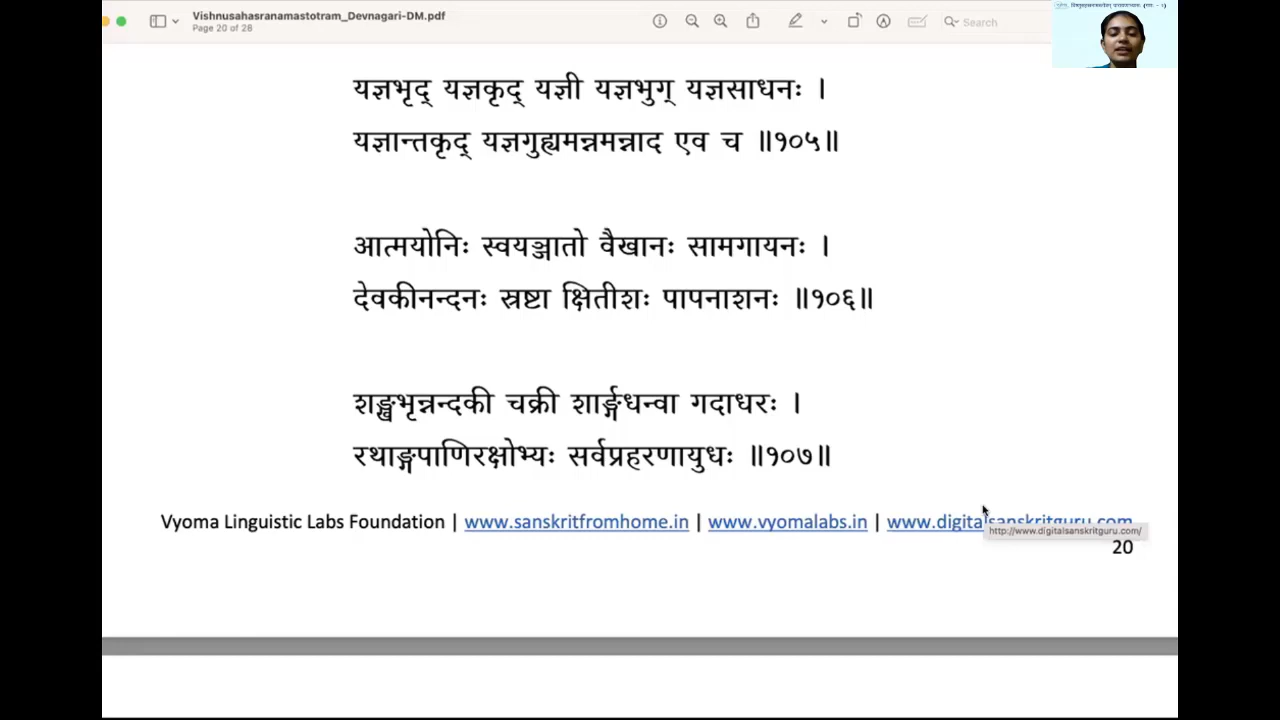 Vishnusahasranamastotram_Devnagari-DM.pdf
Page 20 of 28
Search
यज्ञभृद् यज्ञकृद् यज्ञी यज्ञभुग् यज्ञसाधनः ।
यज्ञान्तकृद् यज्ञगुह्यमन्नमन्नाद एव च ॥१०५॥
आत्मयोनिः स्वयञ्जातो वैखानः सामगायनः ।
देवकीनन्दनः स्रष्टा क्षितीशः पापनाशनः ॥१०६॥
शङ्खभृन्नन्दकी चक्री शार्ङ्गधन्वा गदाधरः ।
रथाङ्गपाणिरक्षोभ्यः सर्वप्रहरणायुधः ॥१०७॥
Vyoma Linguistic Labs Foundation | www.sanskritfromhome.in | www.vyomalabs.in | www.digitalsanskritguru.com
http://www.digitalsanskritguru.com/
20